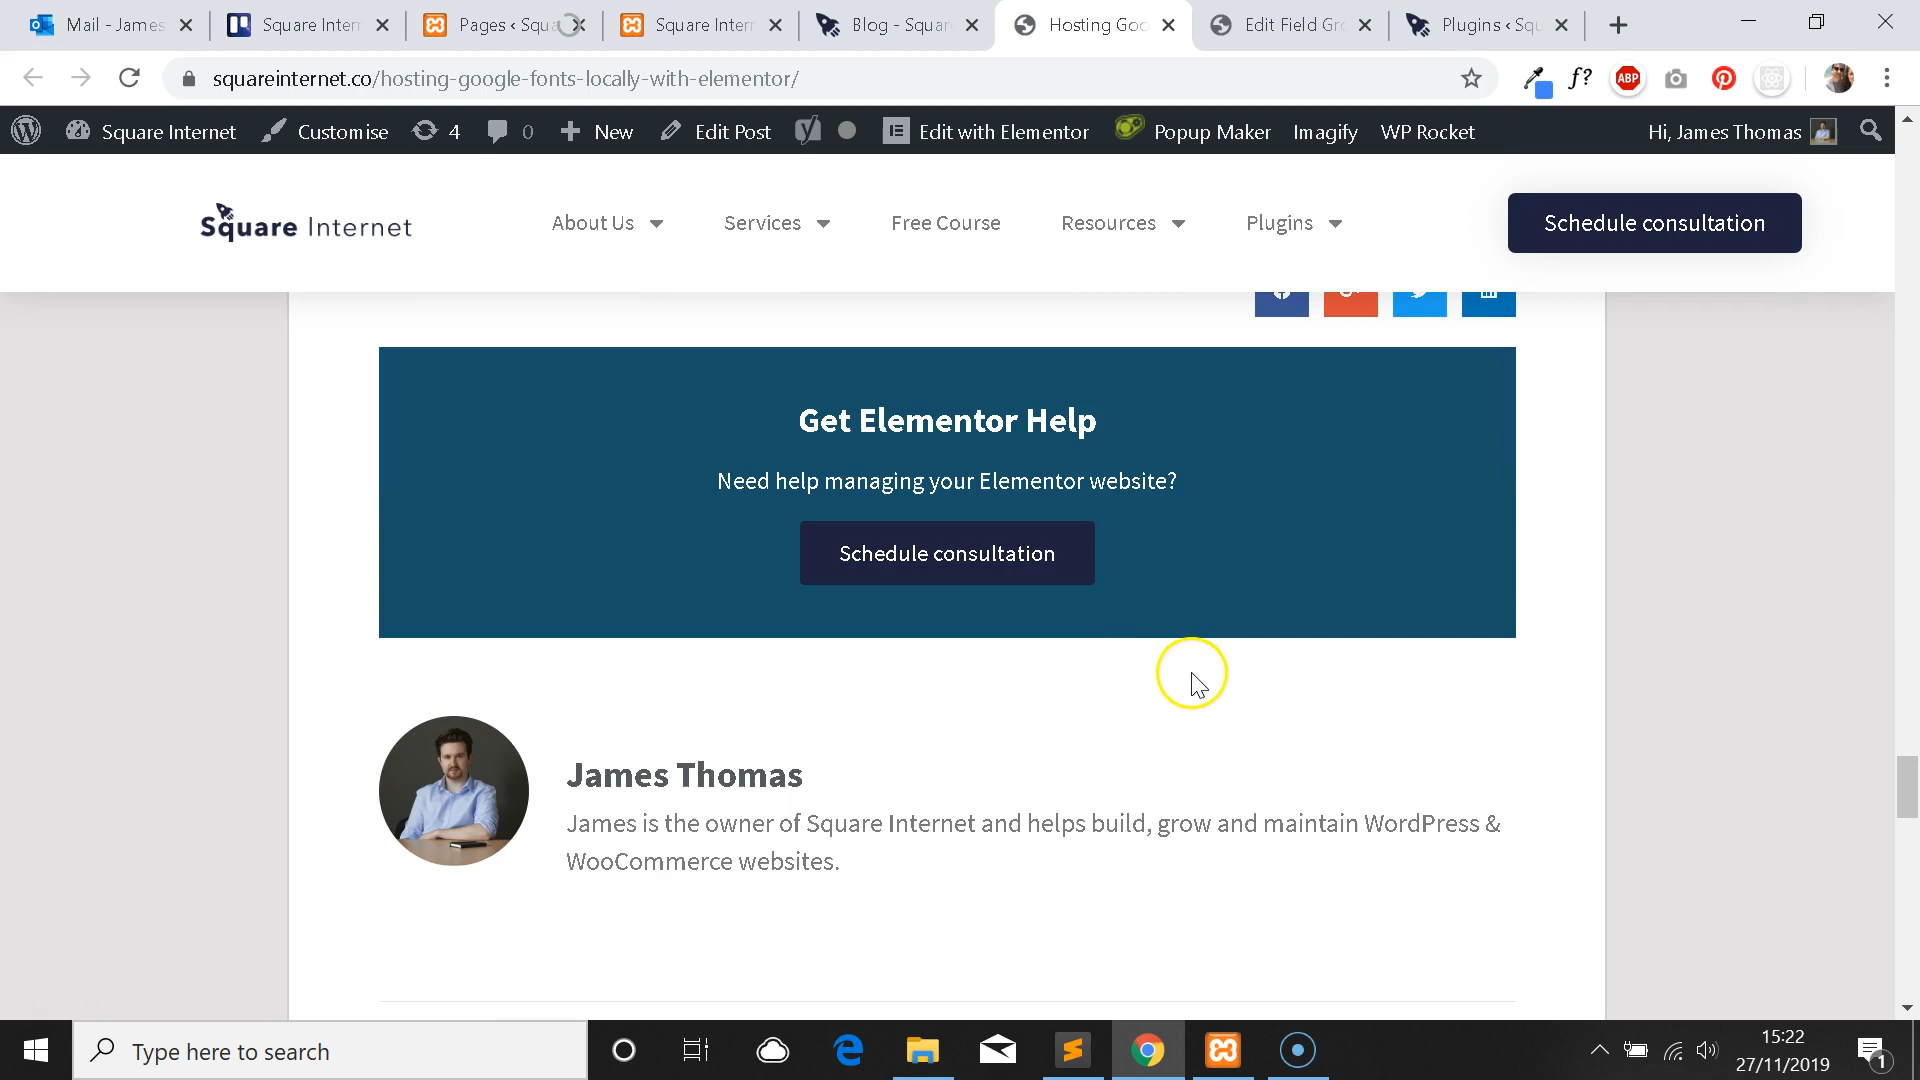 Mail - James
Square Intern
Pages ‹ Squa
Square Intern
Blog - Squar
Hosting Goo
Edit Field Gr
Plugins ‹ Squ
squareinternet.co/hosting-google-fonts-locally-with-elementor/
f?
ABP
Square Internet
Customise
4
0
New
Edit Post
Edit with Elementor
Popup Maker
Imagify
WP Rocket
Hi, James Thomas
Square Internet
About Us
Services
Free Course
Resources
Plugins
Schedule consultation
Get Elementor Help
Need help managing your Elementor website?
Schedule consultation
James Thomas
James is the owner of Square Internet and helps build, grow and maintain WordPress &
WooCommerce websites.
Type here to search
15:22
27/11/2019
1